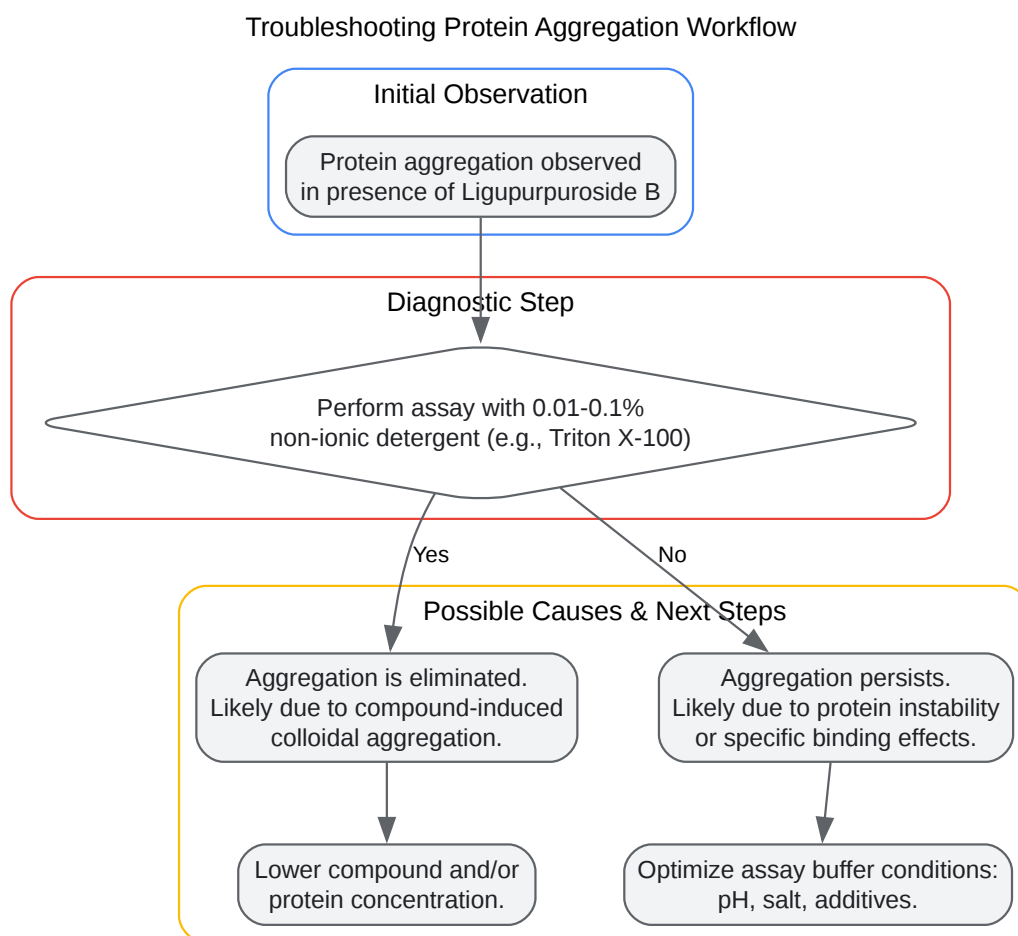 Troubleshooting Protein Aggregation Workflow
Initial Observation
Protein aggregation observed
in presence of Ligupurpuroside B
Diagnostic Step
Perform assay with 0.01-0.1%
non-ionic detergent (e.g., Triton X-100)
Yes
No
Possible Causes & Next Steps
Aggregation is eliminated.
Likely due to compound-induced
colloidal aggregation.
Aggregation persists.
Likely due to protein instability
or specific binding effects.
Lower compound and/or
protein concentration.
Optimize assay buffer conditions:
pH, salt, additives.